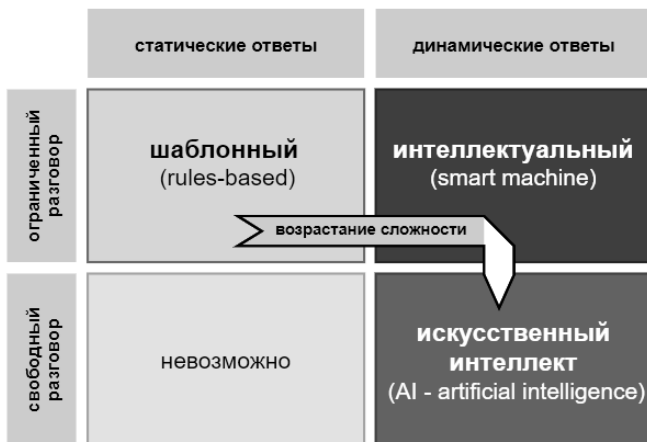 статические ответы
динамические ответы
ограниченный
разговор
шаблонный
(rules-based)
интеллектуальный
(smart machine)
возрастание сложности
свободный
разговор
невозможно
искусственный
интеллект
(AI - artificial intelligence)